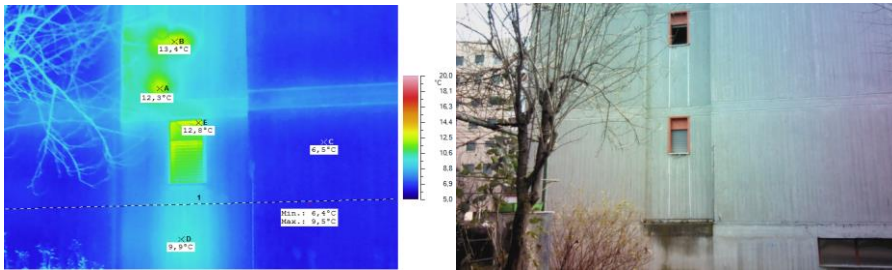 B
13,4°C
A
12,3°C
E
12,8°C
C
6,5°C
1
Min.: 6,4°C
Max.: 9,5°C
D
9,9°C
°C
20,0
18,1
16,3
14,4
12,5
10,6
8,8
6,9
5,0